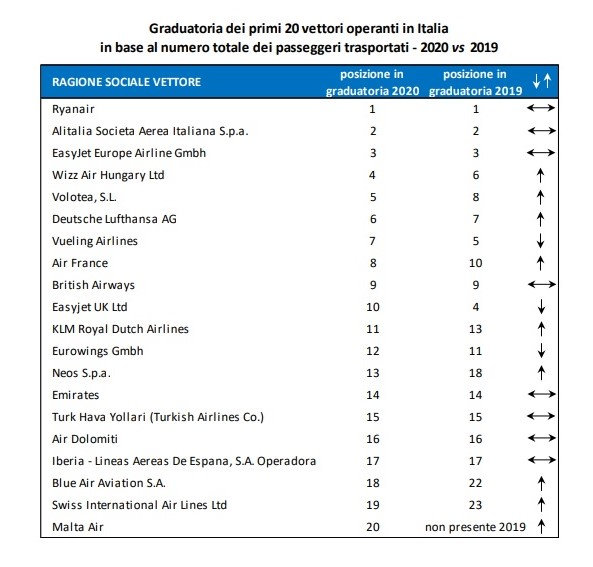 Graduatoria dei primi 20 vettori operanti in Italia
in base al numero totale dei passeggeri trasportati - 2020 vs 2019
RAGIONE SOCIALE VETTORE posizione in graduatoria 2020 posizione in graduatoria 2019 ↓↑
Ryanair 1 1 ↔
Alitalia Societa Aerea Italiana S.p.a. 2 2 ↔
EasyJet Europe Airline Gmbh 3 3 ↔
Wizz Air Hungary Ltd 4 6 ↑
Volotea, S.L. 5 8 ↑
Deutsche Lufthansa AG 6 7 ↑
Vueling Airlines 7 5 ↓
Air France 8 10 ↑
British Airways 9 9 ↔
Easyjet UK Ltd 10 4 ↓
KLM Royal Dutch Airlines 11 13 ↑
Eurowings Gmbh 12 11 ↓
Neos S.p.a. 13 18 ↑
Emirates 14 14 ↔
Turk Hava Yollari (Turkish Airlines Co.) 15 15 ↔
Air Dolomiti 16 16 ↔
Iberia - Lineas Aereas De Espana, S.A. Operadora 17 17 ↔
Blue Air Aviation S.A. 18 22 ↑
Swiss International Air Lines Ltd 19 23 ↑
Malta Air 20 non presente 2019 ↑